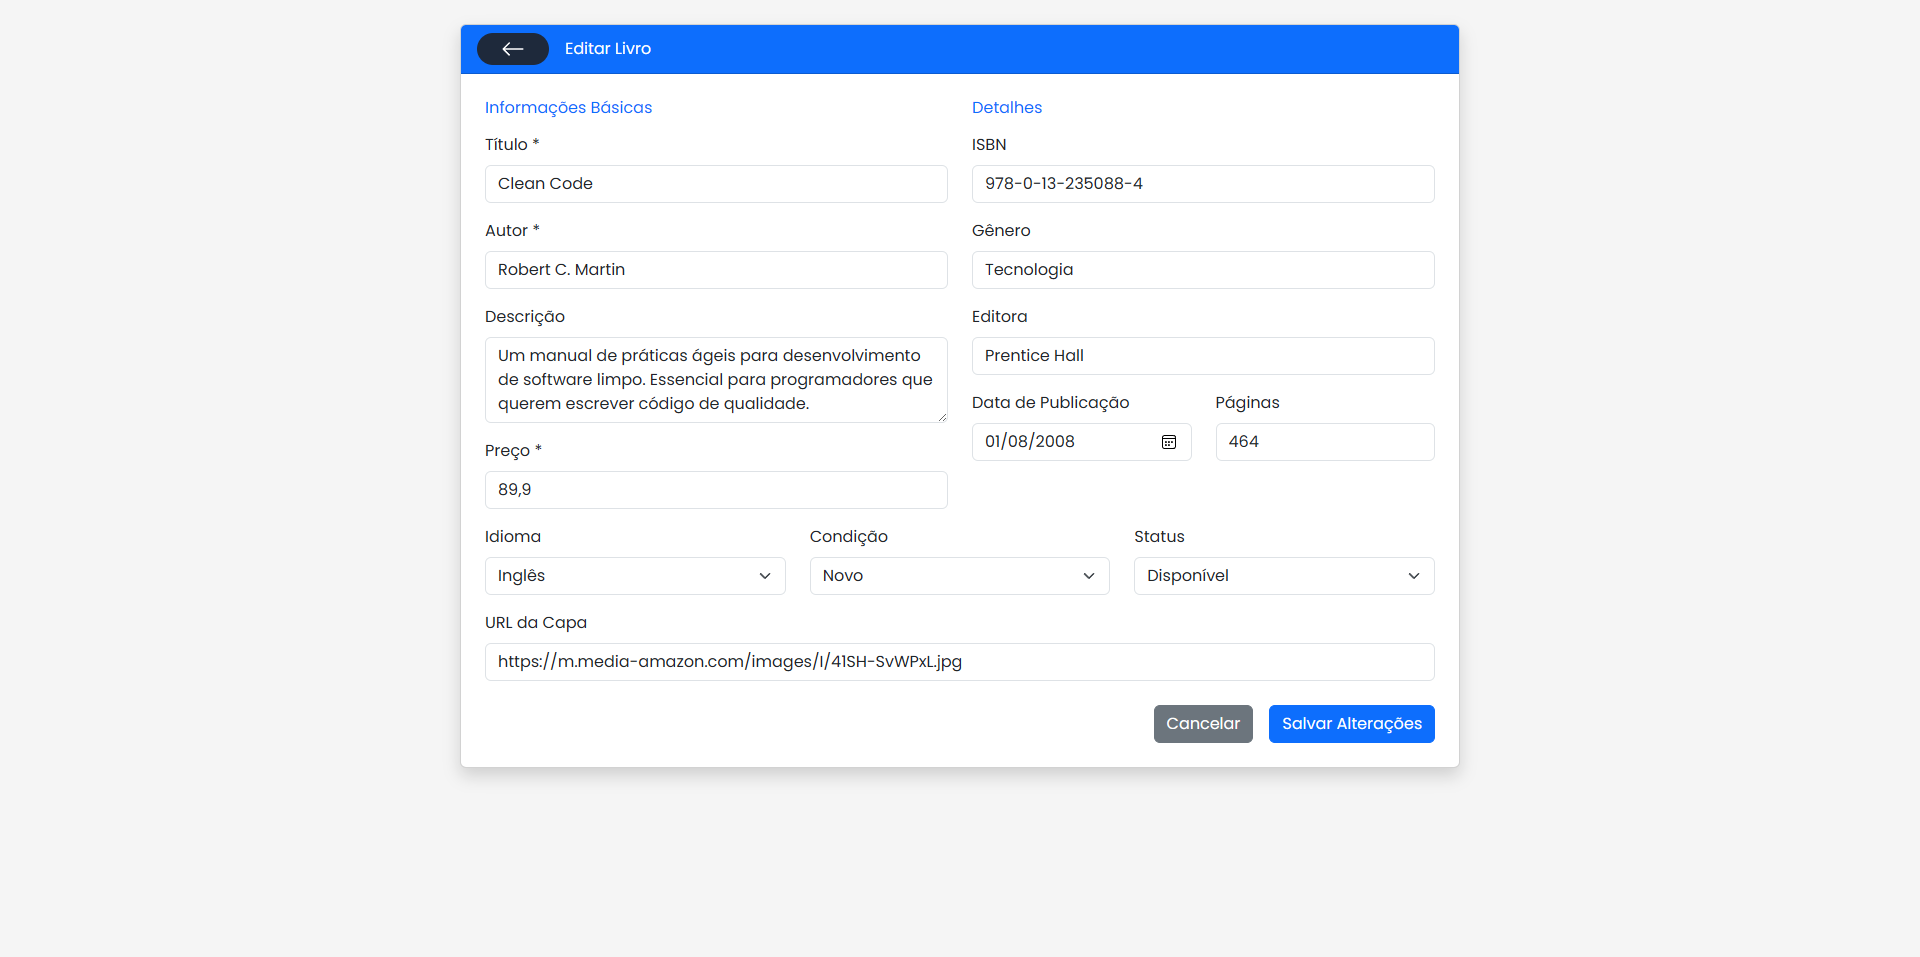 Editar Livro
Informações Básicas
Título *
Clean Code
Autor *
Robert C. Martin
Descrição
Um manual de práticas ágeis para desenvolvimento
de software limpo. Essencial para programadores que
querem escrever código de qualidade.
Preço *
89,9
Detalhes
ISBN
978-0-13-235088-4
Gênero
Tecnologia
Editora
Prentice Hall
Data de Publicação
01/08/2008
Páginas
464
Idioma
Inglês
Condição
Novo
Status
Disponível
URL da Capa
https://m.media-amazon.com/images/I/41SH-SvWPxL.jpg
Cancelar
Salvar Alterações